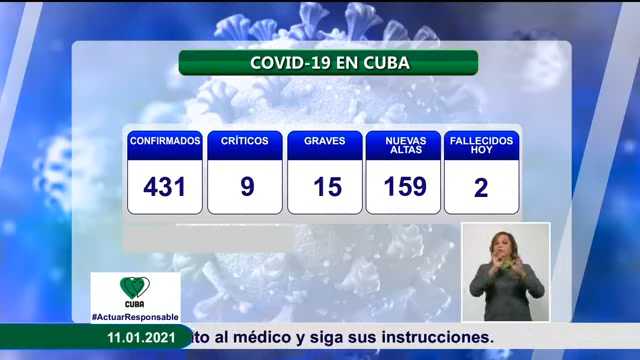 COVID-19 EN CUBA
CONFIRMADOS
431
CRÍTICOS
9
GRAVES
15
NUEVAS
ALTAS
159
FALLECIDOS
HOY
2
CUBA
#ActuarResponsable
11.01.2021
al médico y siga sus instrucciones.